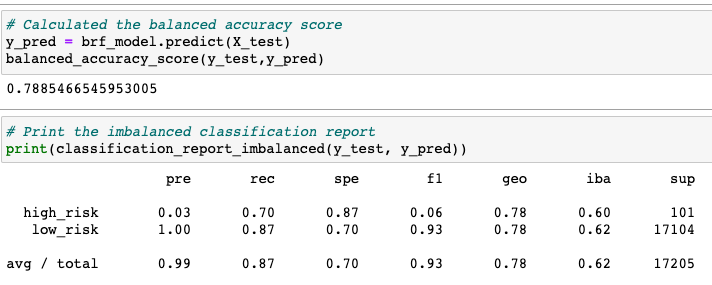 # Calculated the balanced accuracy score
y_pred = brf_model.predict(X_test)
balanced_accuracy_score(y_test,y_pred)
0.7885466545953005
# Print the imbalanced classification report
print(classification_report_imbalanced(y_test, y_pred))
pre rec spe f1 geo iba sup
high_risk 0.03 0.70 0.87 0.06 0.78 0.60 101
low_risk 1.00 0.87 0.70 0.93 0.78 0.62 17104
avg / total 0.99 0.87 0.70 0.93 0.78 0.62 17205